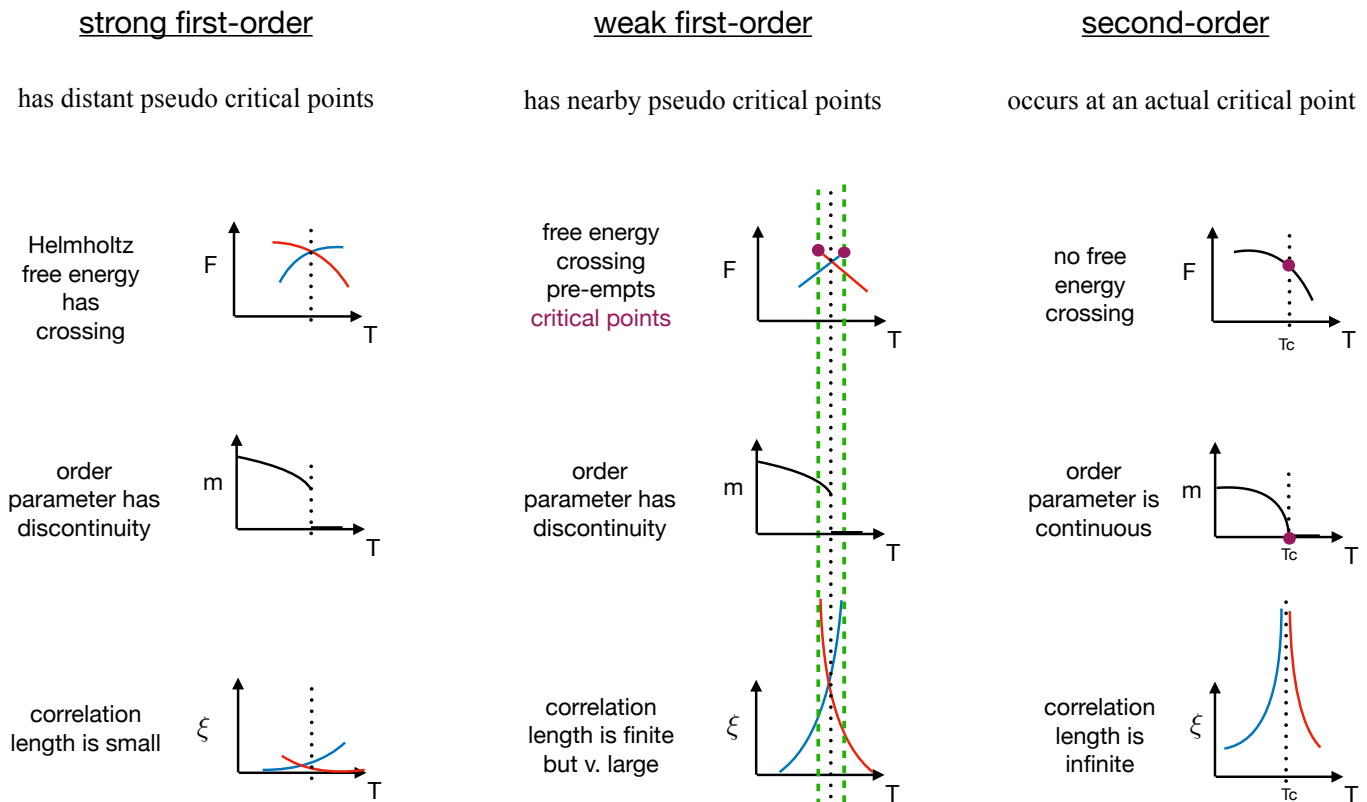 strong first-order
weak first-order
second-order
has distant pseudo critical points
has nearby pseudo critical points
occurs at an actual critical point
Helmholtz
free energy
has
crossing
F
T
free energy
crossing
pre-empts
critical points
F
T
no free
energy
crossing
F
Tc
T
order
parameter has
discontinuity
m
T
order
parameter has
discontinuity
m
T
order
parameter is
continuous
m
Tc
T
correlation
length is small
ξ
T
correlation
length is finite
but v. large
ξ
T
correlation
length is
infinite
ξ
Tc
T